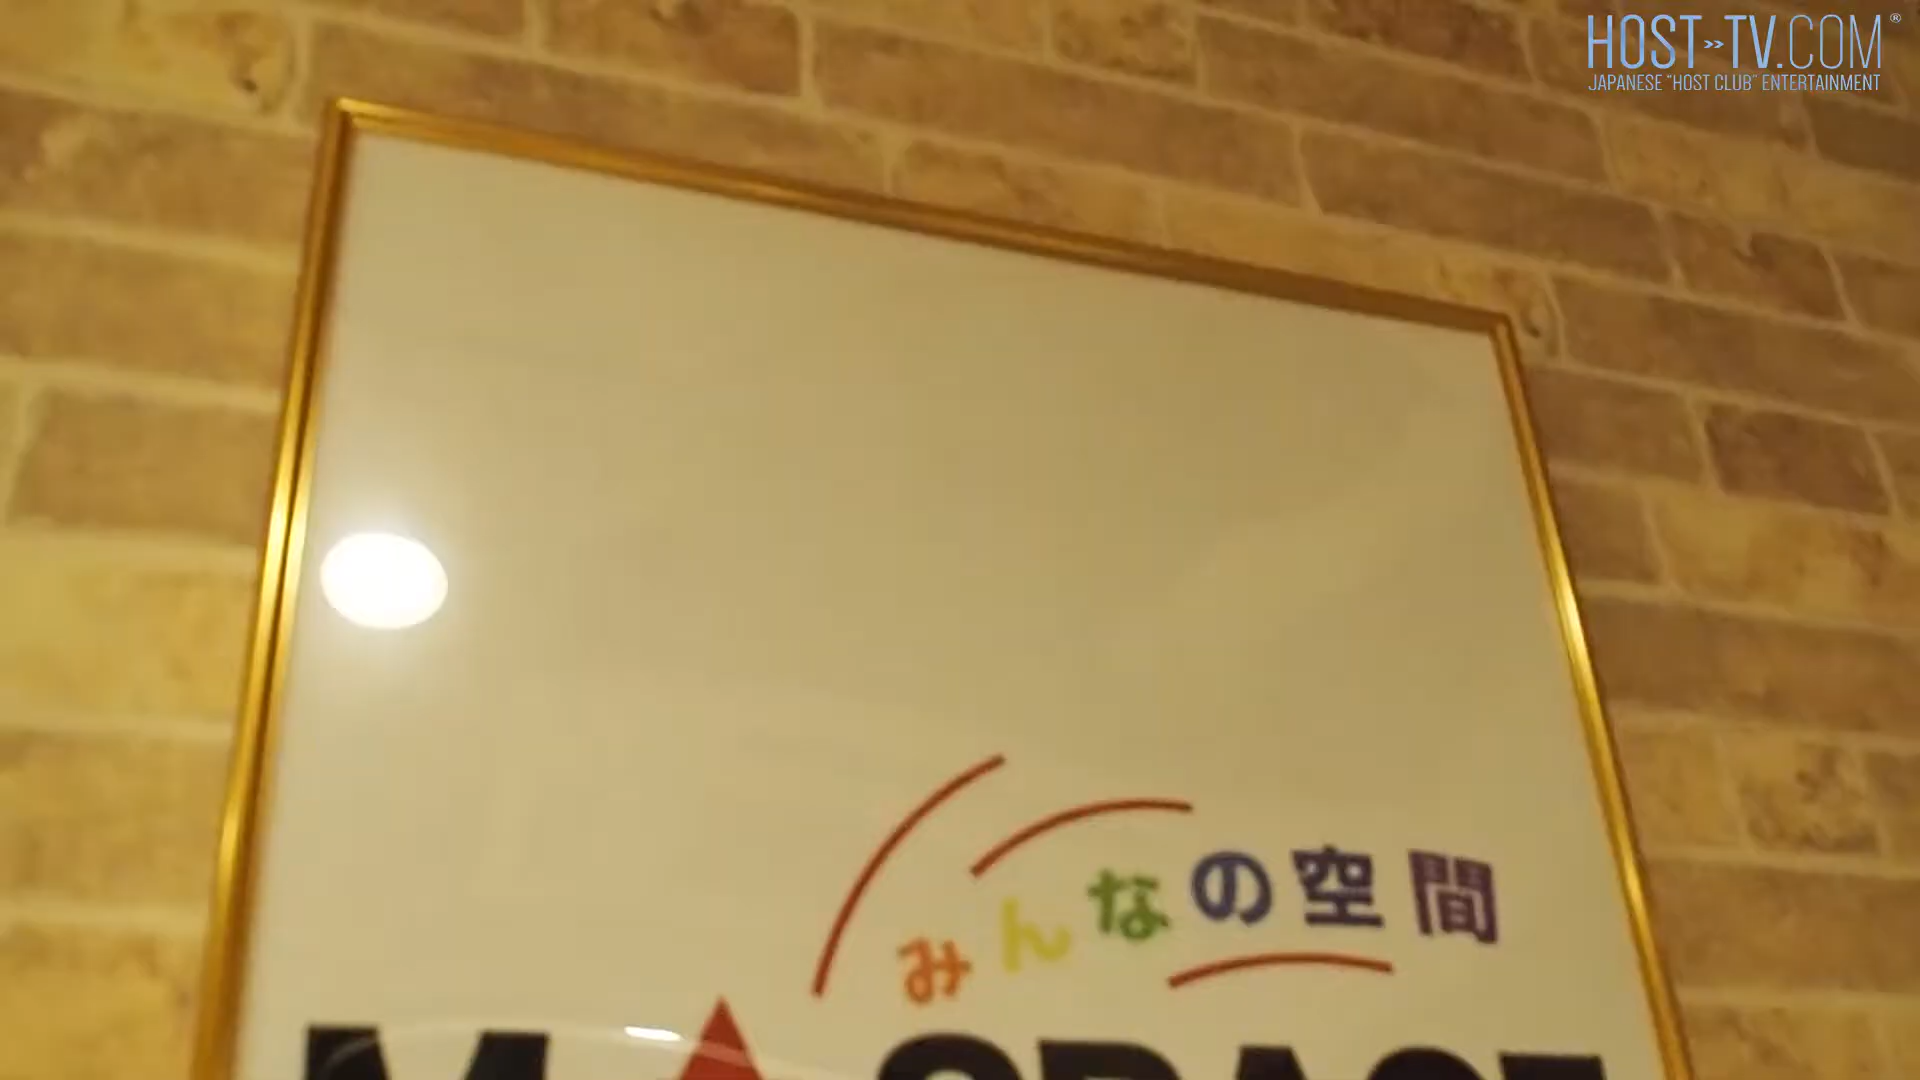 HOST»TV.COM®
JAPANESE "HOST CLUB" ENTERTAINMENT
みんなの空間